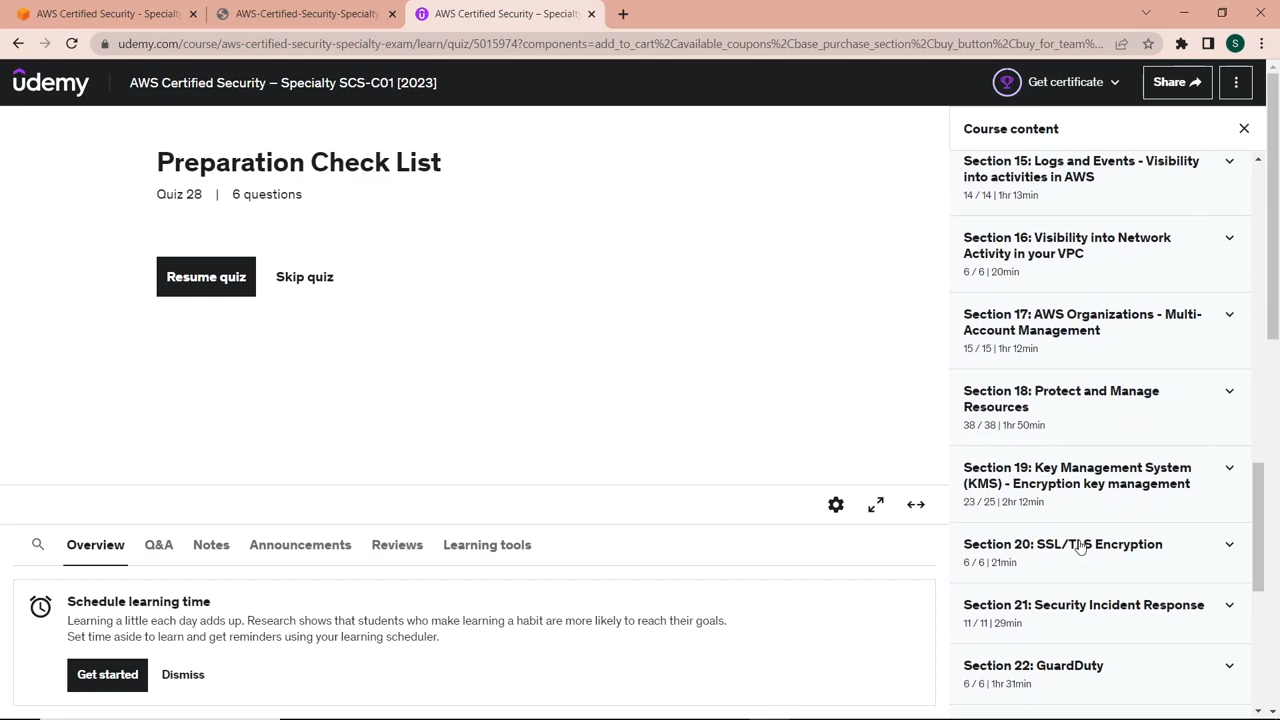 AWS Certified Security - Specialty
AWS-Certified-Security-Specialty
AWS Certified Security – Specialty
udemy.com/course/aws-certified-security-specialty-exam/learn/quiz/5515974?components=add_to_cart%2Cavailable_coupons%2Cbase_purchase_section%2Cbuy_button%2Cbuy_for_team%...
S
udemy
AWS Certified Security – Specialty SCS-C01 [2023]
Get certificate
Share
Preparation Check List
Quiz 28 | 6 questions
Resume quiz
Skip quiz
Overview
Q&A
Notes
Announcements
Reviews
Learning tools
Schedule learning time
Learning a little each day adds up. Research shows that students who make learning a habit are more likely to reach their goals.
Set time aside to learn and get reminders using your learning scheduler.
Get started
Dismiss
Course content
Section 15: Logs and Events - Visibility
into activities in AWS
14 / 14 | 1hr 13min
Section 16: Visibility into Network
Activity in your VPC
6 / 6 | 20min
Section 17: AWS Organizations - Multi-
Account Management
15 / 15 | 1hr 12min
Section 18: Protect and Manage
Resources
38 / 38 | 1hr 50min
Section 19: Key Management System
(KMS) - Encryption key management
23 / 25 | 2hr 12min
Section 20: SSL/TLS Encryption
6 / 6 | 21min
Section 21: Security Incident Response
11 / 11 | 29min
Section 22: GuardDuty
6 / 6 | 1hr 31min